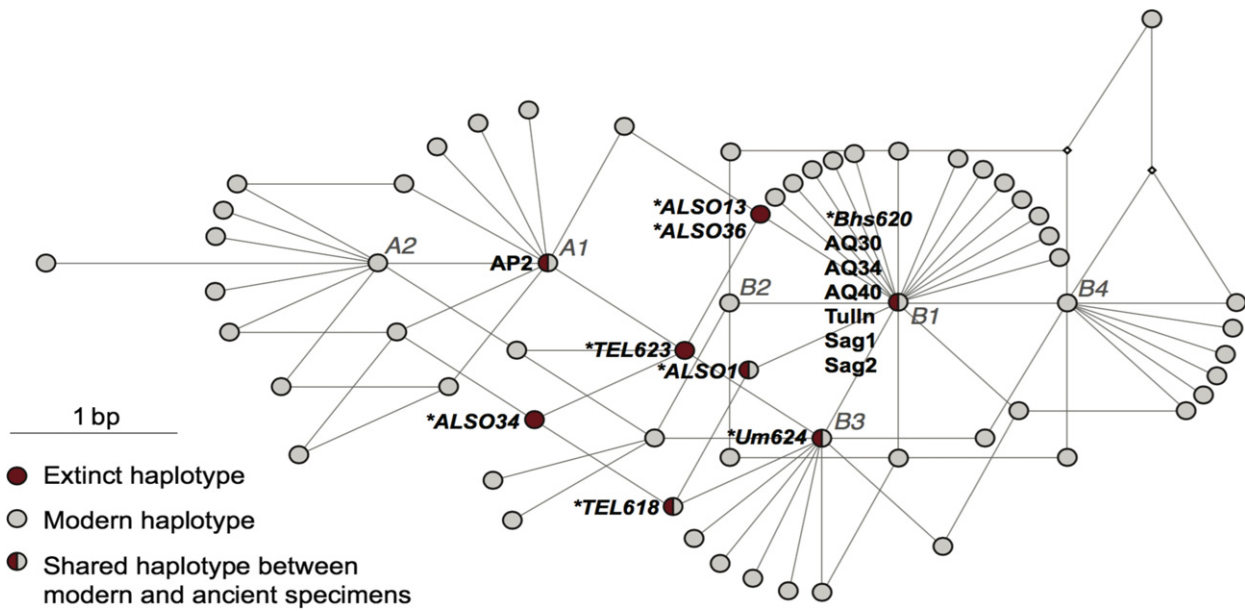 *ALSO13
*ALSO36
*Bhs620
AQ30
AQ34
AQ40
Tulln
Sag1
Sag2
A2
AP2
A1
B2
B1
B4
*TEL623
*ALSO1
*ALSO34
*Um624
B3
*TEL618
1 bp
Extinct haplotype
Modern haplotype
Shared haplotype between
modern and ancient specimens